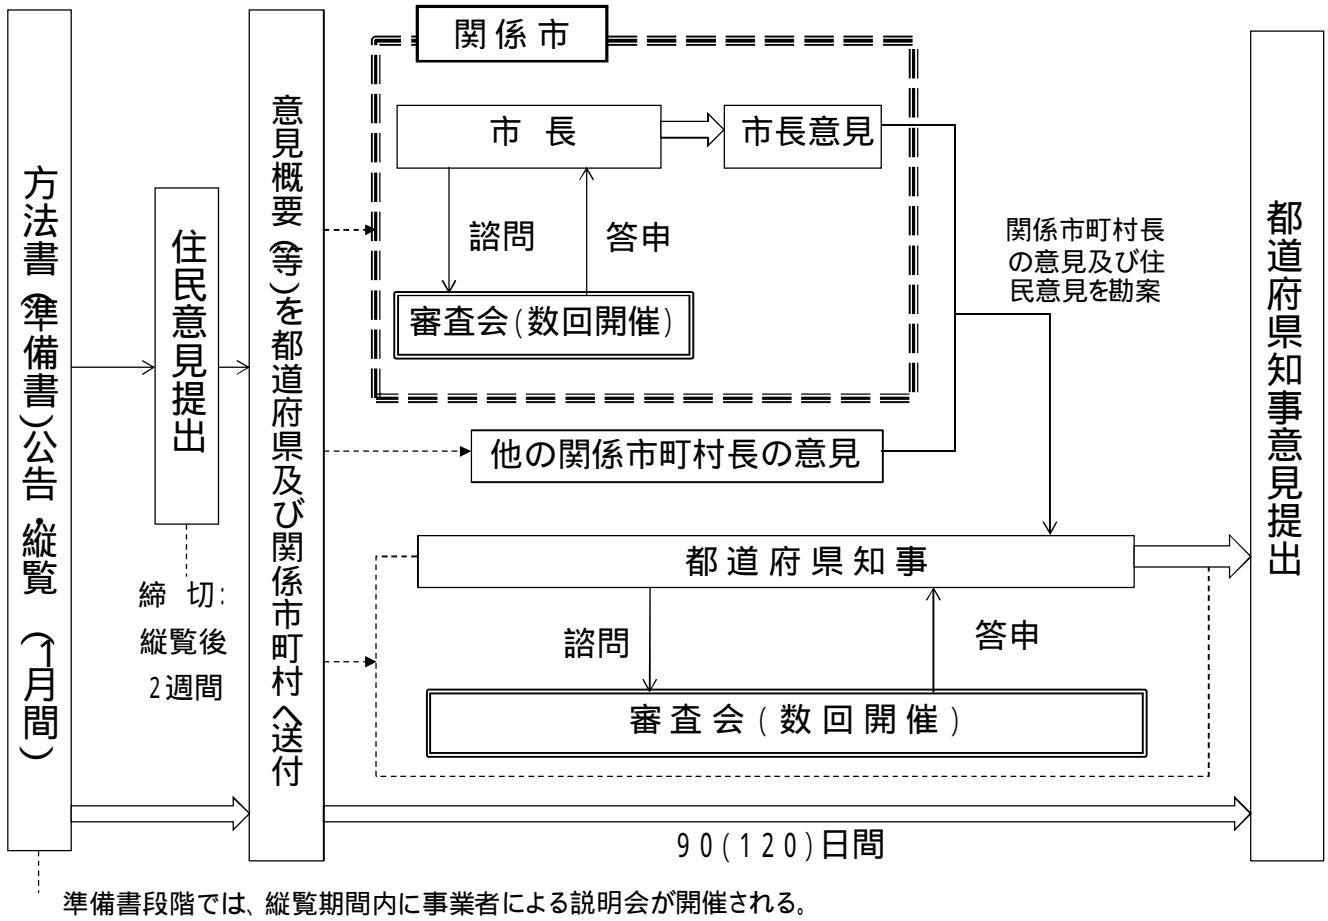 方法書(準備書)公告・縦覧 (1月間)
住民意見提出
締 切:
縦覧後
2週間
意見概要(等)を都道府県及び関係市町村へ送付
関係市
市 長
市長意見
諮問
答申
審査会(数回開催)
関係市町村長
の意見及び住
民意見を勘案
他の関係市町村長の意見
都道府県知事
諮問
答申
審査会(数回開催)
都道府県知事意見提出
90(120)日間
準備書段階では、縦覧期間内に事業者による説明会が開催される。